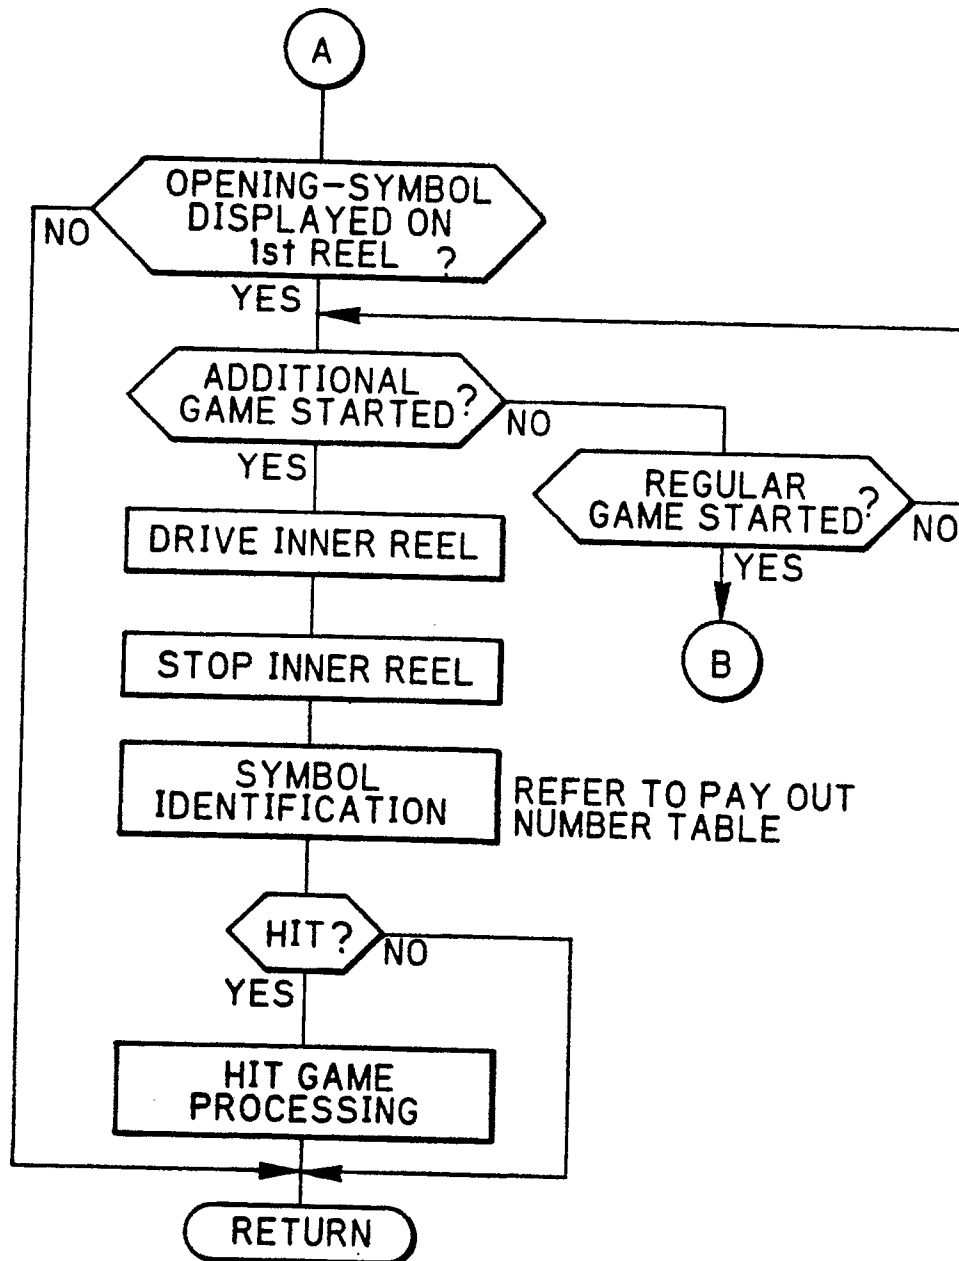 A
OPENING-SYMBOL
DISPLAYED ON
1st REEL ?
NO
YES
ADDITIONAL
GAME STARTED?
NO
YES
REGULAR
GAME STARTED?
NO
YES
DRIVE INNER REEL
B
STOP INNER REEL
SYMBOL
IDENTIFICATION
REFER TO PAY OUT
NUMBER TABLE
HIT?
NO
YES
HIT GAME
PROCESSING
RETURN